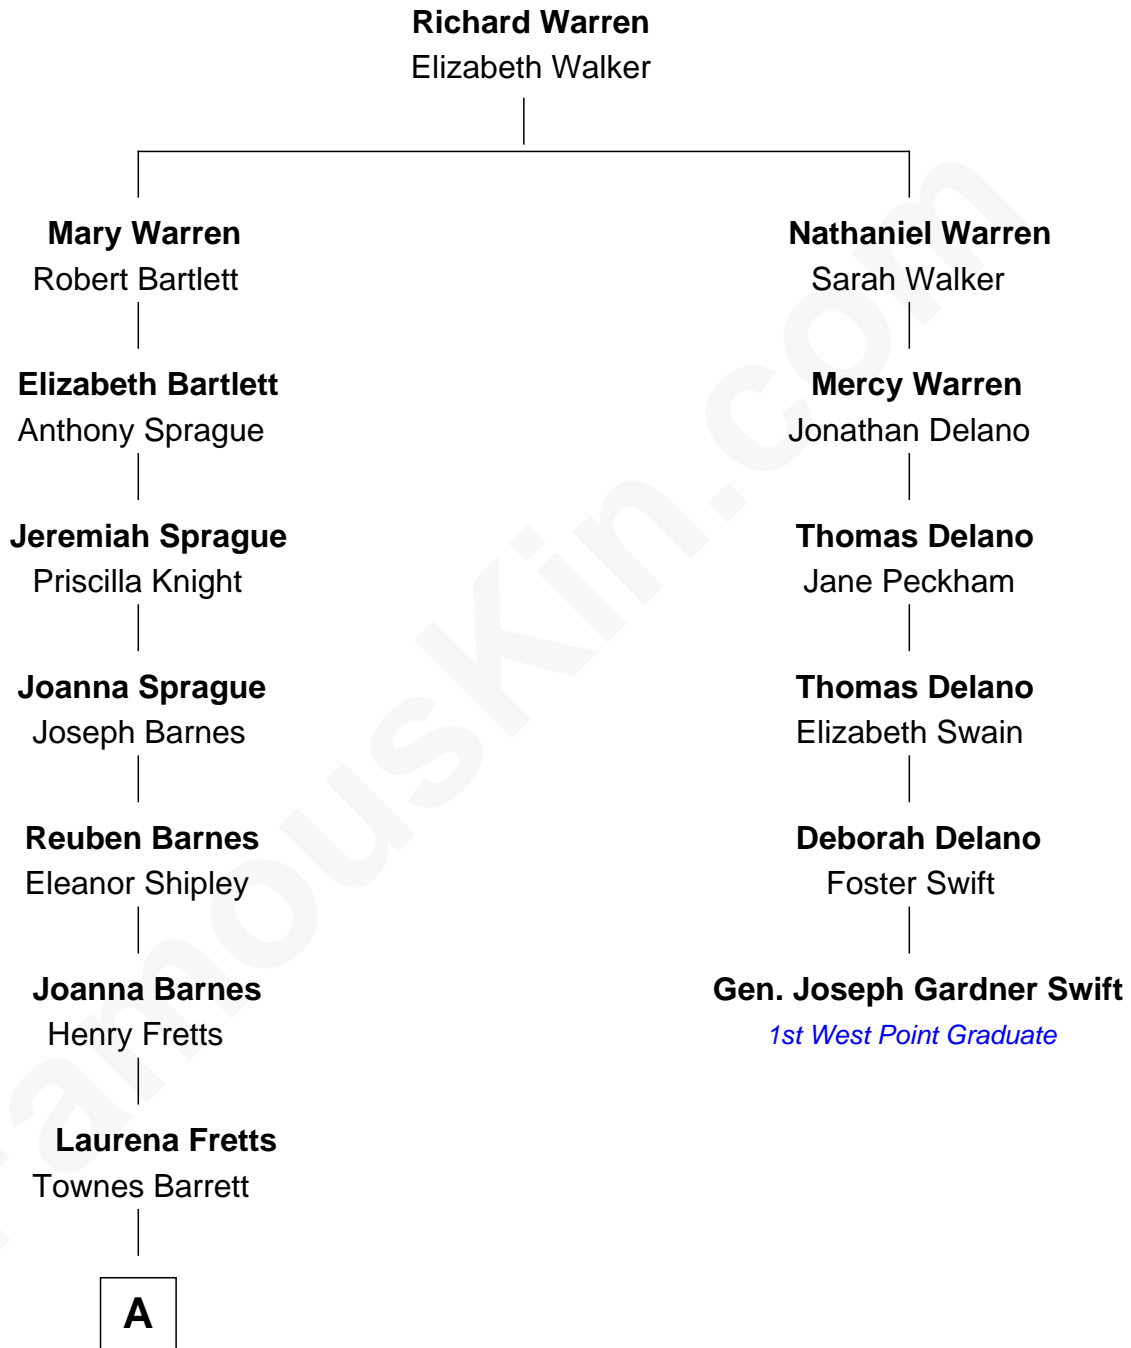 Richard Warren
Elizabeth Walker
Mary Warren
Robert Bartlett
Elizabeth Bartlett
Anthony Sprague
Jeremiah Sprague
Priscilla Knight
Joanna Sprague
Joseph Barnes
Reuben Barnes
Eleanor Shipley
Joanna Barnes
Henry Fretts
Laurena Fretts
Townes Barrett
A
Nathaniel Warren
Sarah Walker
Mercy Warren
Jonathan Delano
Thomas Delano
Jane Peckham
Thomas Delano
Elizabeth Swain
Deborah Delano
Foster Swift
Gen. Joseph Gardner Swift
1st West Point Graduate
FamousKin.com